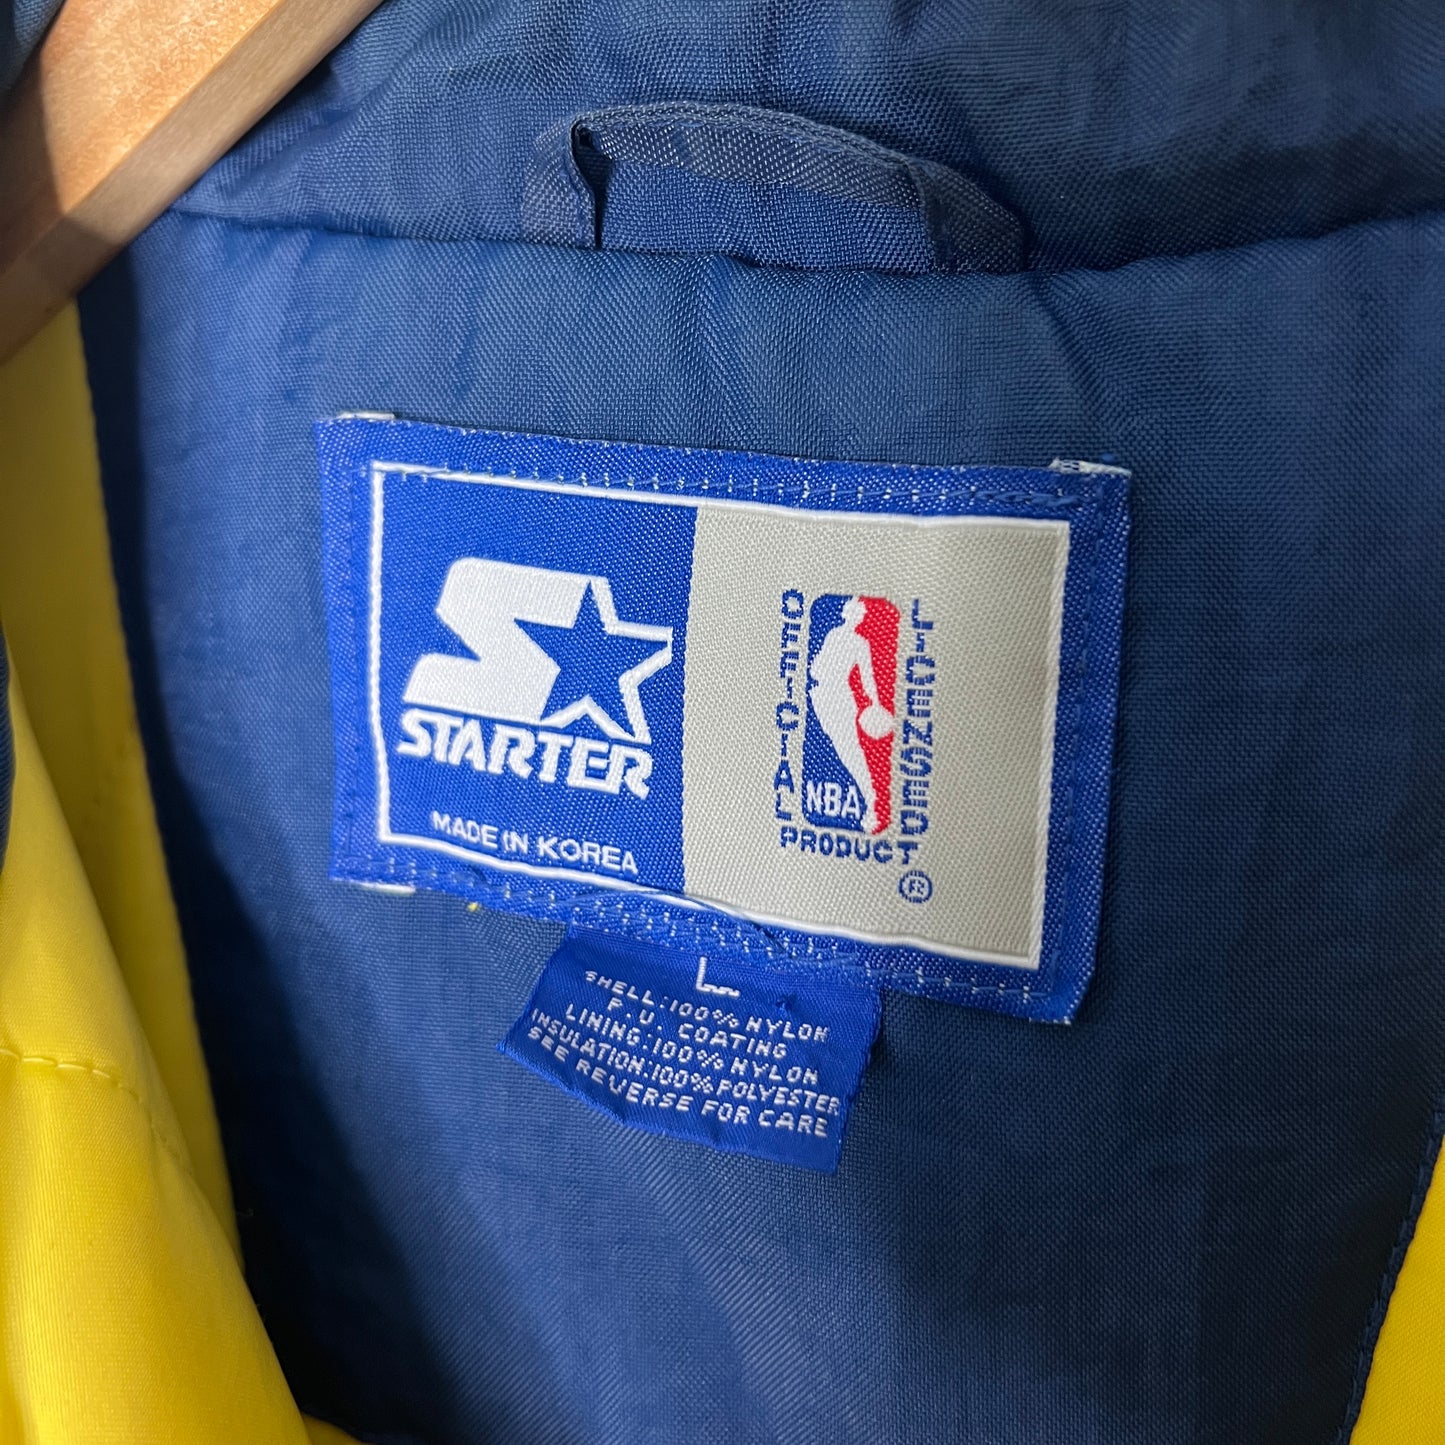 STARTER
MADE IN KOREA
OFFICIAL
LICENSED
NBA
PRODUCT
®
L
SHELL:100% NYLON
P.U. COATING
LINING:100% NYLON
INSULATION:100% POLYESTER
SEE REVERSE FOR CARE